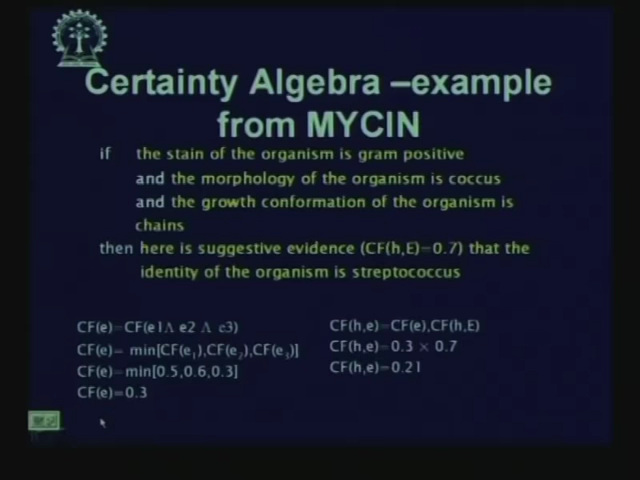 Certainty Algebra –example
from MYCIN
if the stain of the organism is gram positive
and the morphology of the organism is coccus
and the growth conformation of the organism is
chains
then here is suggestive evidence (CF(h,E)=0.7) that the
identity of the organism is streptococcus
CF(e)=CF(e1Λ e2 Λ e3)
CF(e)= min[CF(e₁),CF(e₂),CF(e₃)]
CF(e)=min[0.5,0.6,0.3]
CF(e)=0.3
CF(h,e)=CF(e),CF(h,E)
CF(h,e)=0.3 × 0.7
CF(h,e)=0.21